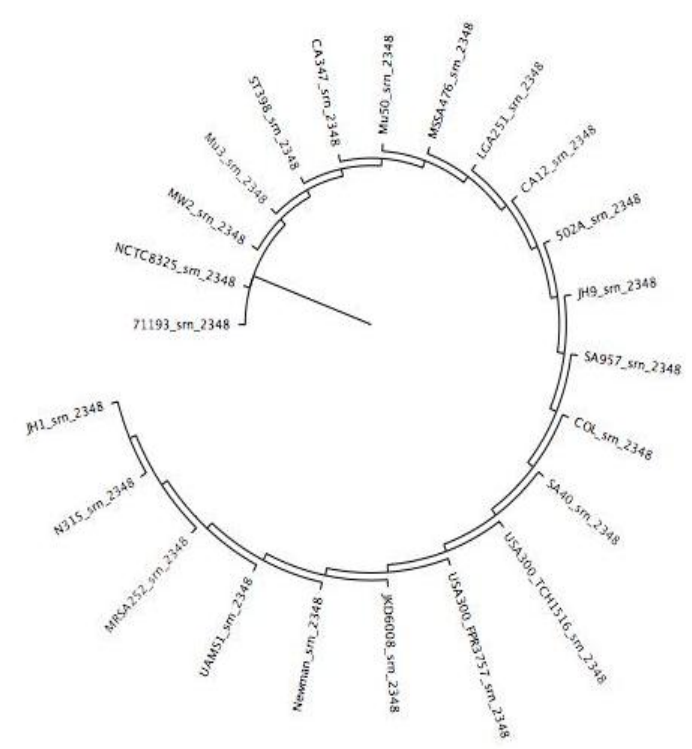 71193_srn_2348
NCTC8325_srn_2348
MW2_srn_2348
Mu3_srn_2348
ST398_srn_2348
CA347_srn_2348
Mu50_srn_2348
MSSA476_srn_2348
LGA251_srn_2348
CA12_srn_2348
502A_srn_2348
JH9_srn_2348
SA957_srn_2348
COL_srn_2348
SA40_srn_2348
USA300_TCH1516_srn_2348
USA300_FPR3757_srn_2348
JKD6008_srn_2348
Newman_srn_2348
UAMS1_srn_2348
MRSA252_srn_2348
N315_srn_2348
JH1_srn_2348